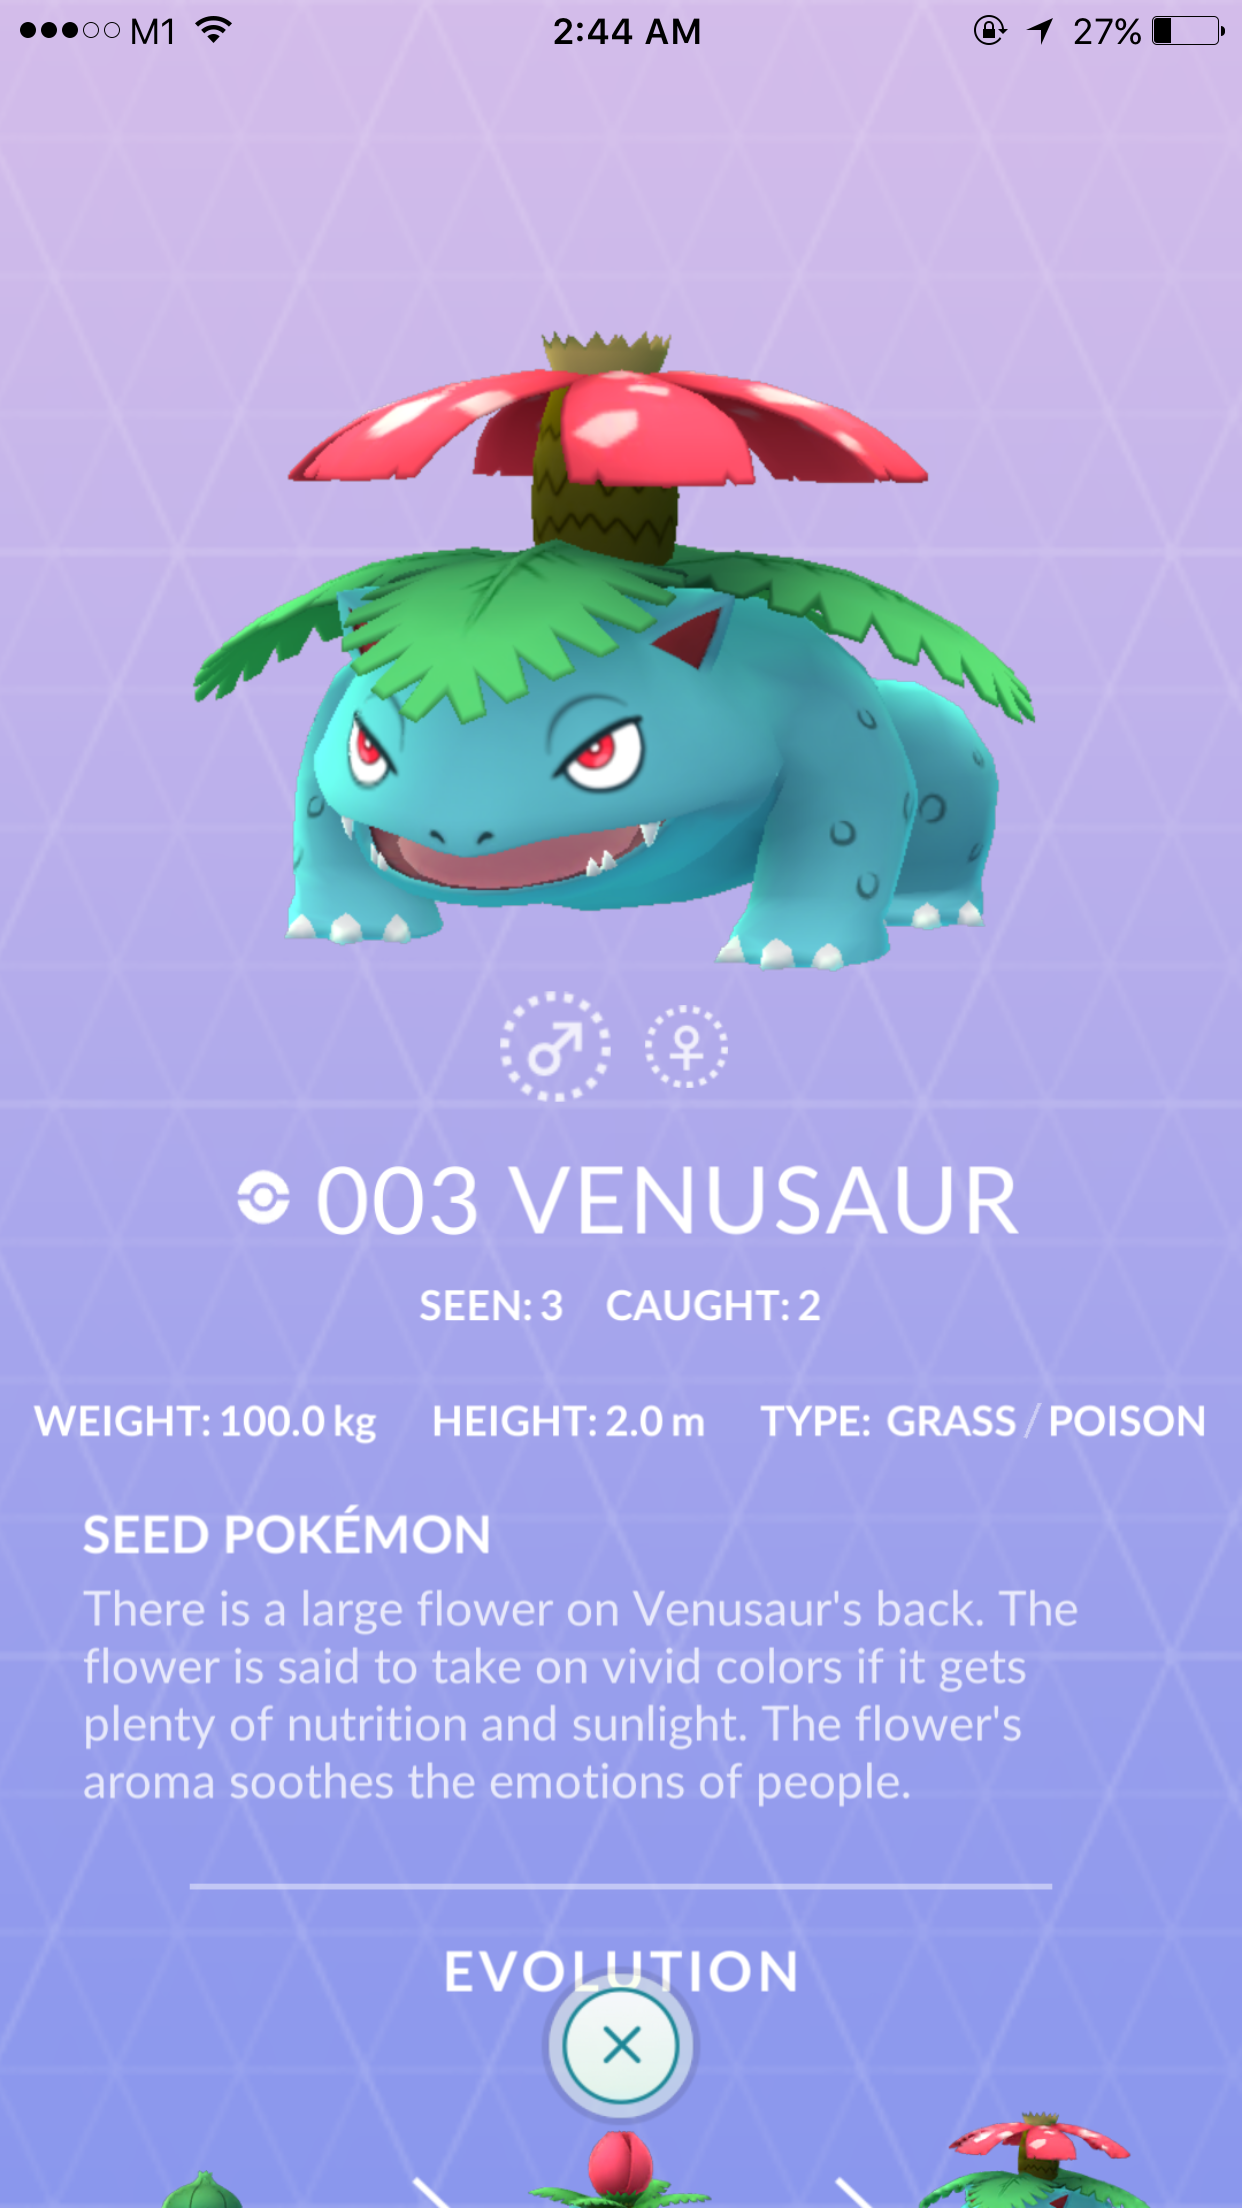 M1 2:44 AM 27%
003 VENUSAUR
SEEN: 3 CAUGHT: 2
WEIGHT: 100.0 kg HEIGHT: 2.0 m TYPE: GRASS / POISON
SEED POKÉMON
There is a large flower on Venusaur's back. The
flower is said to take on vivid colors if it gets
plenty of nutrition and sunlight. The flower's
aroma soothes the emotions of people.
EVOLUTION